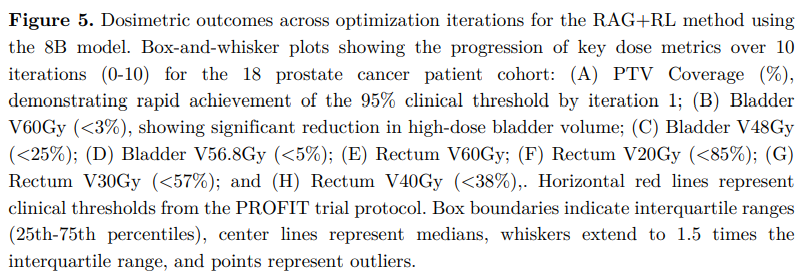 Figure 5. Dosimetric outcomes across optimization iterations for the RAG+RL method using
the 8B model. Box-and-whisker plots showing the progression of key dose metrics over 10
iterations (0-10) for the 18 prostate cancer patient cohort: (A) PTV Coverage (%),
demonstrating rapid achievement of the 95% clinical threshold by iteration 1; (B) Bladder
V60Gy (<3%), showing significant reduction in high-dose bladder volume; (C) Bladder V48Gy
(<25%); (D) Bladder V56.8Gy (<5%); (E) Rectum V60Gy; (F) Rectum V20Gy (<85%); (G)
Rectum V30Gy (<57%); and (H) Rectum V40Gy (<38%),. Horizontal red lines represent
clinical thresholds from the PROFIT trial protocol. Box boundaries indicate interquartile ranges
(25th-75th percentiles), center lines represent medians, whiskers extend to 1.5 times the
interquartile range, and points represent outliers.